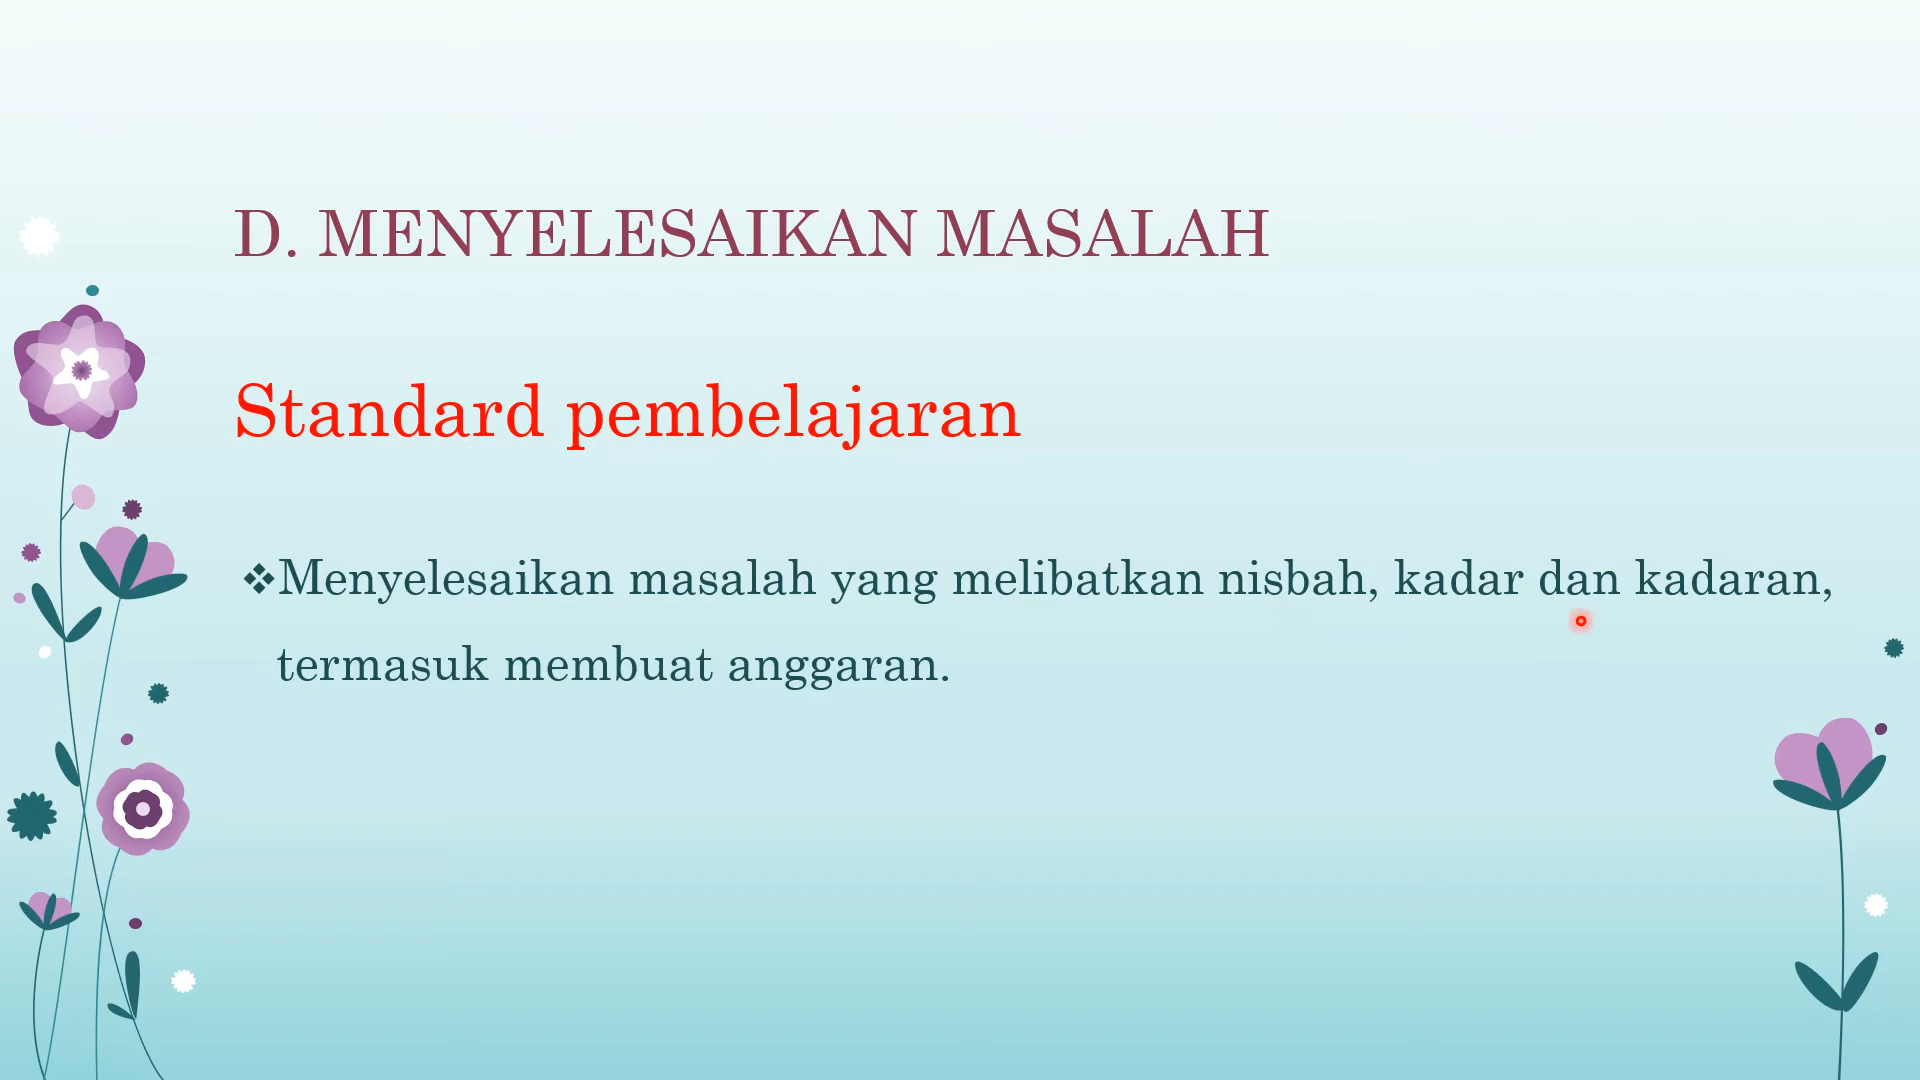 D. MENYELESAIKAN MASALAH
Standard pembelajaran
❖Menyelesaikan masalah yang melibatkan nisbah, kadar dan kadaran,
termasuk membuat anggaran.